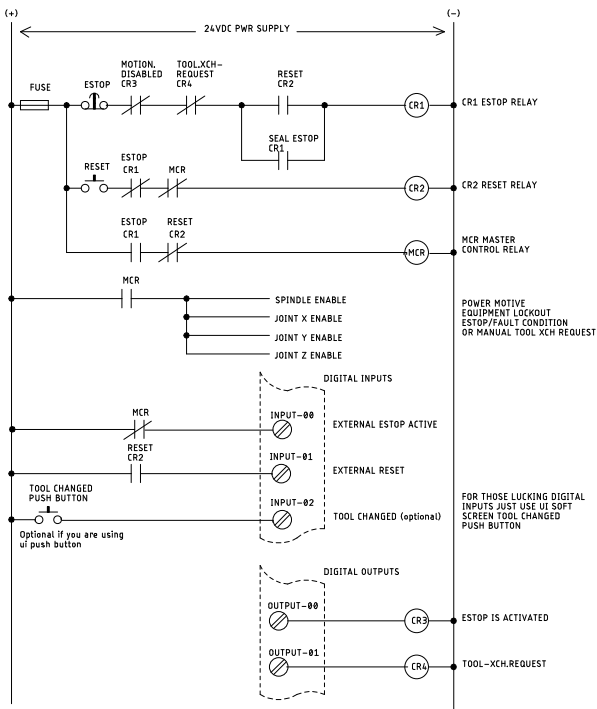 (+)
(-)
24VDC PWR SUPPLY
FUSE
ESTOP
MOTION.
DISABLED
CR3
TOOL.XCH-
REQUEST
CR4
RESET
CR2
CR1
CR1 ESTOP RELAY
SEAL ESTOP
CR1
RESET
ESTOP
CR1
MCR
CR2
CR2 RESET RELAY
ESTOP
CR1
RESET
CR2
MCR
MCR MASTER
CONTROL RELAY
MCR
SPINDLE ENABLE
JOINT X ENABLE
JOINT Y ENABLE
JOINT Z ENABLE
POWER MOTIVE
EQUIPMENT LOCKOUT
ESTOP/FAULT CONDITION
OR MANUAL TOOL XCH REQUEST
DIGITAL INPUTS
MCR
INPUT-00
EXTERNAL ESTOP ACTIVE
RESET
CR2
INPUT-01
EXTERNAL RESET
TOOL CHANGED
PUSH BUTTON
INPUT-02
TOOL CHANGED (optional)
Optional if you are using
ui push button
FOR THOSE LUCKING DIGITAL
INPUTS JUST USE UI SOFT
SCREEN TOOL CHANGED
PUSH BUTTON
DIGITAL OUTPUTS
OUTPUT-00
CR3
ESTOP IS ACTIVATED
OUTPUT-01
CR4
TOOL-XCH.REQUEST